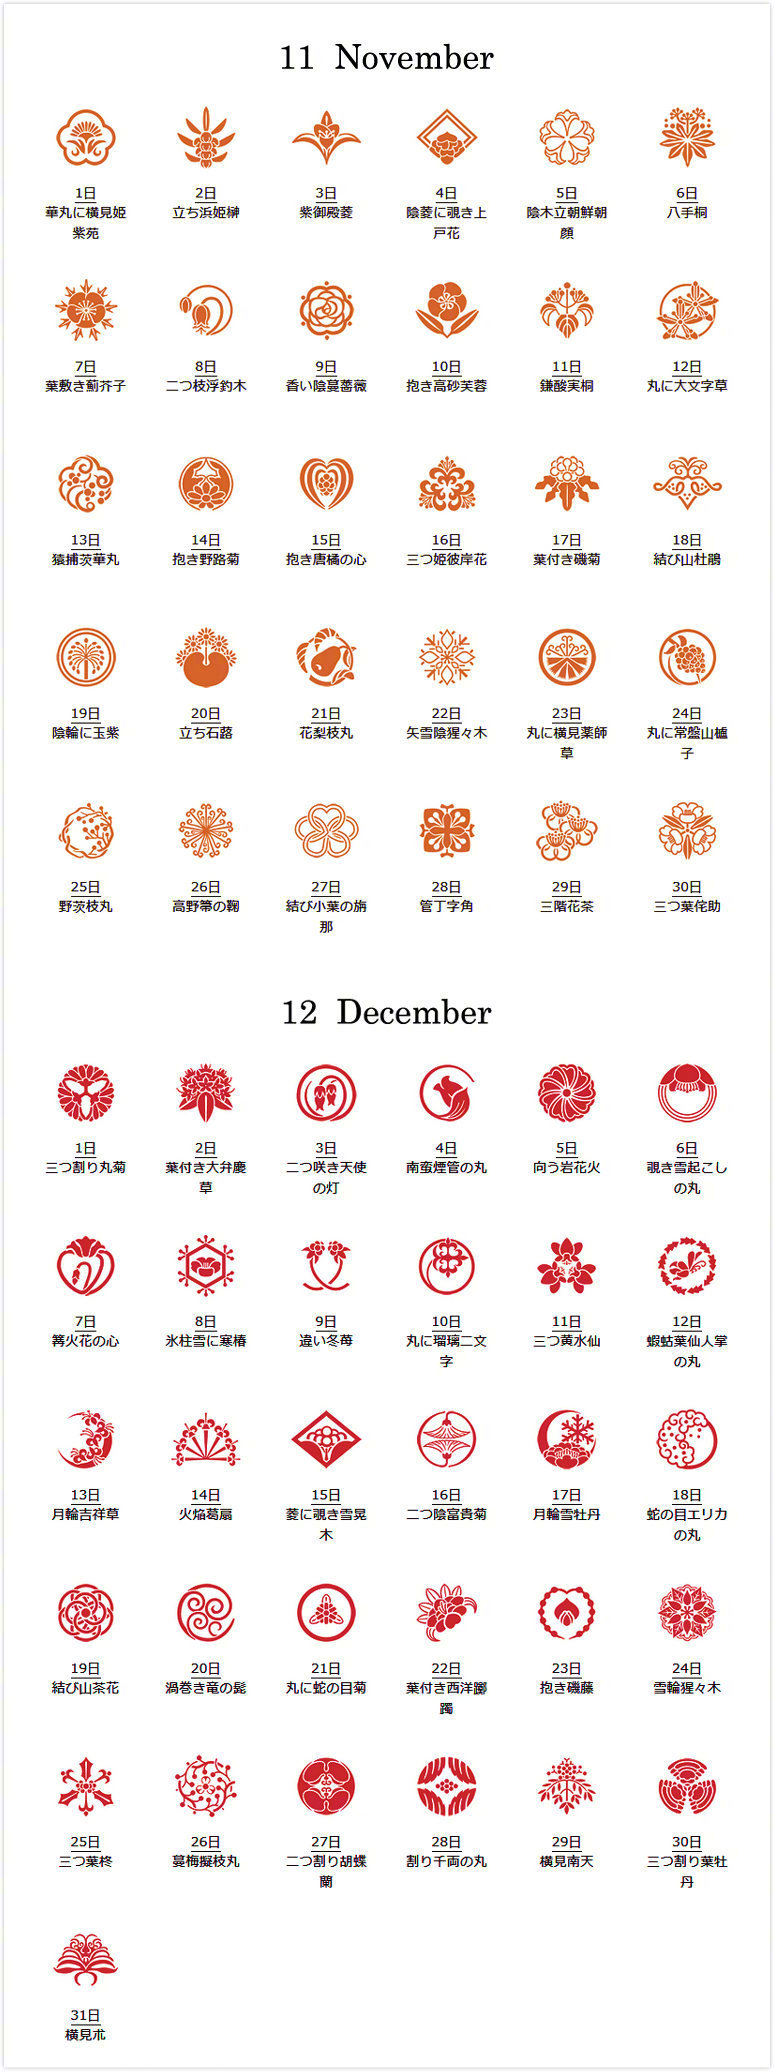 11 November
1日 2日 3日 4日 5日 6日
華丸に横見姫 立ち浜姫榊 紫御殿菱 陰菱に覗き上 陰木立朝鮮朝 八手桐
紫苑 戸花 顔
7日 8日 9日 10日 11日 12日
葉敷き薊芥子 二つ枝浮釣木 香い陰蔓薔薇 抱き高砂芙蓉 鎌酸実桐 丸に大文字草
13日 14日 15日 16日 17日 18日
猿捕茨華丸 抱き野路菊 抱き唐橘の心 三つ姫彼岸花 葉付き磯菊 結び山杜鵑
19日 20日 21日 22日 23日 24日
陰輪に玉紫 立ち石蕗 花梨枝丸 矢雪陰猩々木 丸に横見薬師 丸に常盤山櫨
草 子
25日 26日 27日 28日 29日 30日
野茨枝丸 高野箒の鞠 結び小葉の旃 管丁字角 三階花茶 三つ葉侘助
那
12 December
1日 2日 3日 4日 5日 6日
三つ割り丸菊 葉付き大弁慶 二つ咲き天使 南蛮煙管の丸 向う岩花火 覗き雪起こし
草 の灯 の丸
7日 8日 9日 10日 11日 12日
篝火花の心 氷柱雪に寒椿 違い冬苺 丸に瑠璃二文 三つ黄水仙 蝦蛄葉仙人掌
字 の丸
13日 14日 15日 16日 17日 18日
月輪吉祥草 火焔葛扇 菱に覗き雪晃 二つ陰富貴菊 月輪雪牡丹 蛇の目エリカ
木 の丸
19日 20日 21日 22日 23日 24日
結び山茶花 渦巻き竜の髭 丸に蛇の目菊 葉付き西洋躑 抱き磯藤 雪輪猩々木
躅
25日 26日 27日 28日 29日 30日
三つ葉柊 蔓梅擬枝丸 二つ割り胡蝶 割り千両の丸 横見南天 三つ割り葉牡
蘭 丹
31日
横見朮